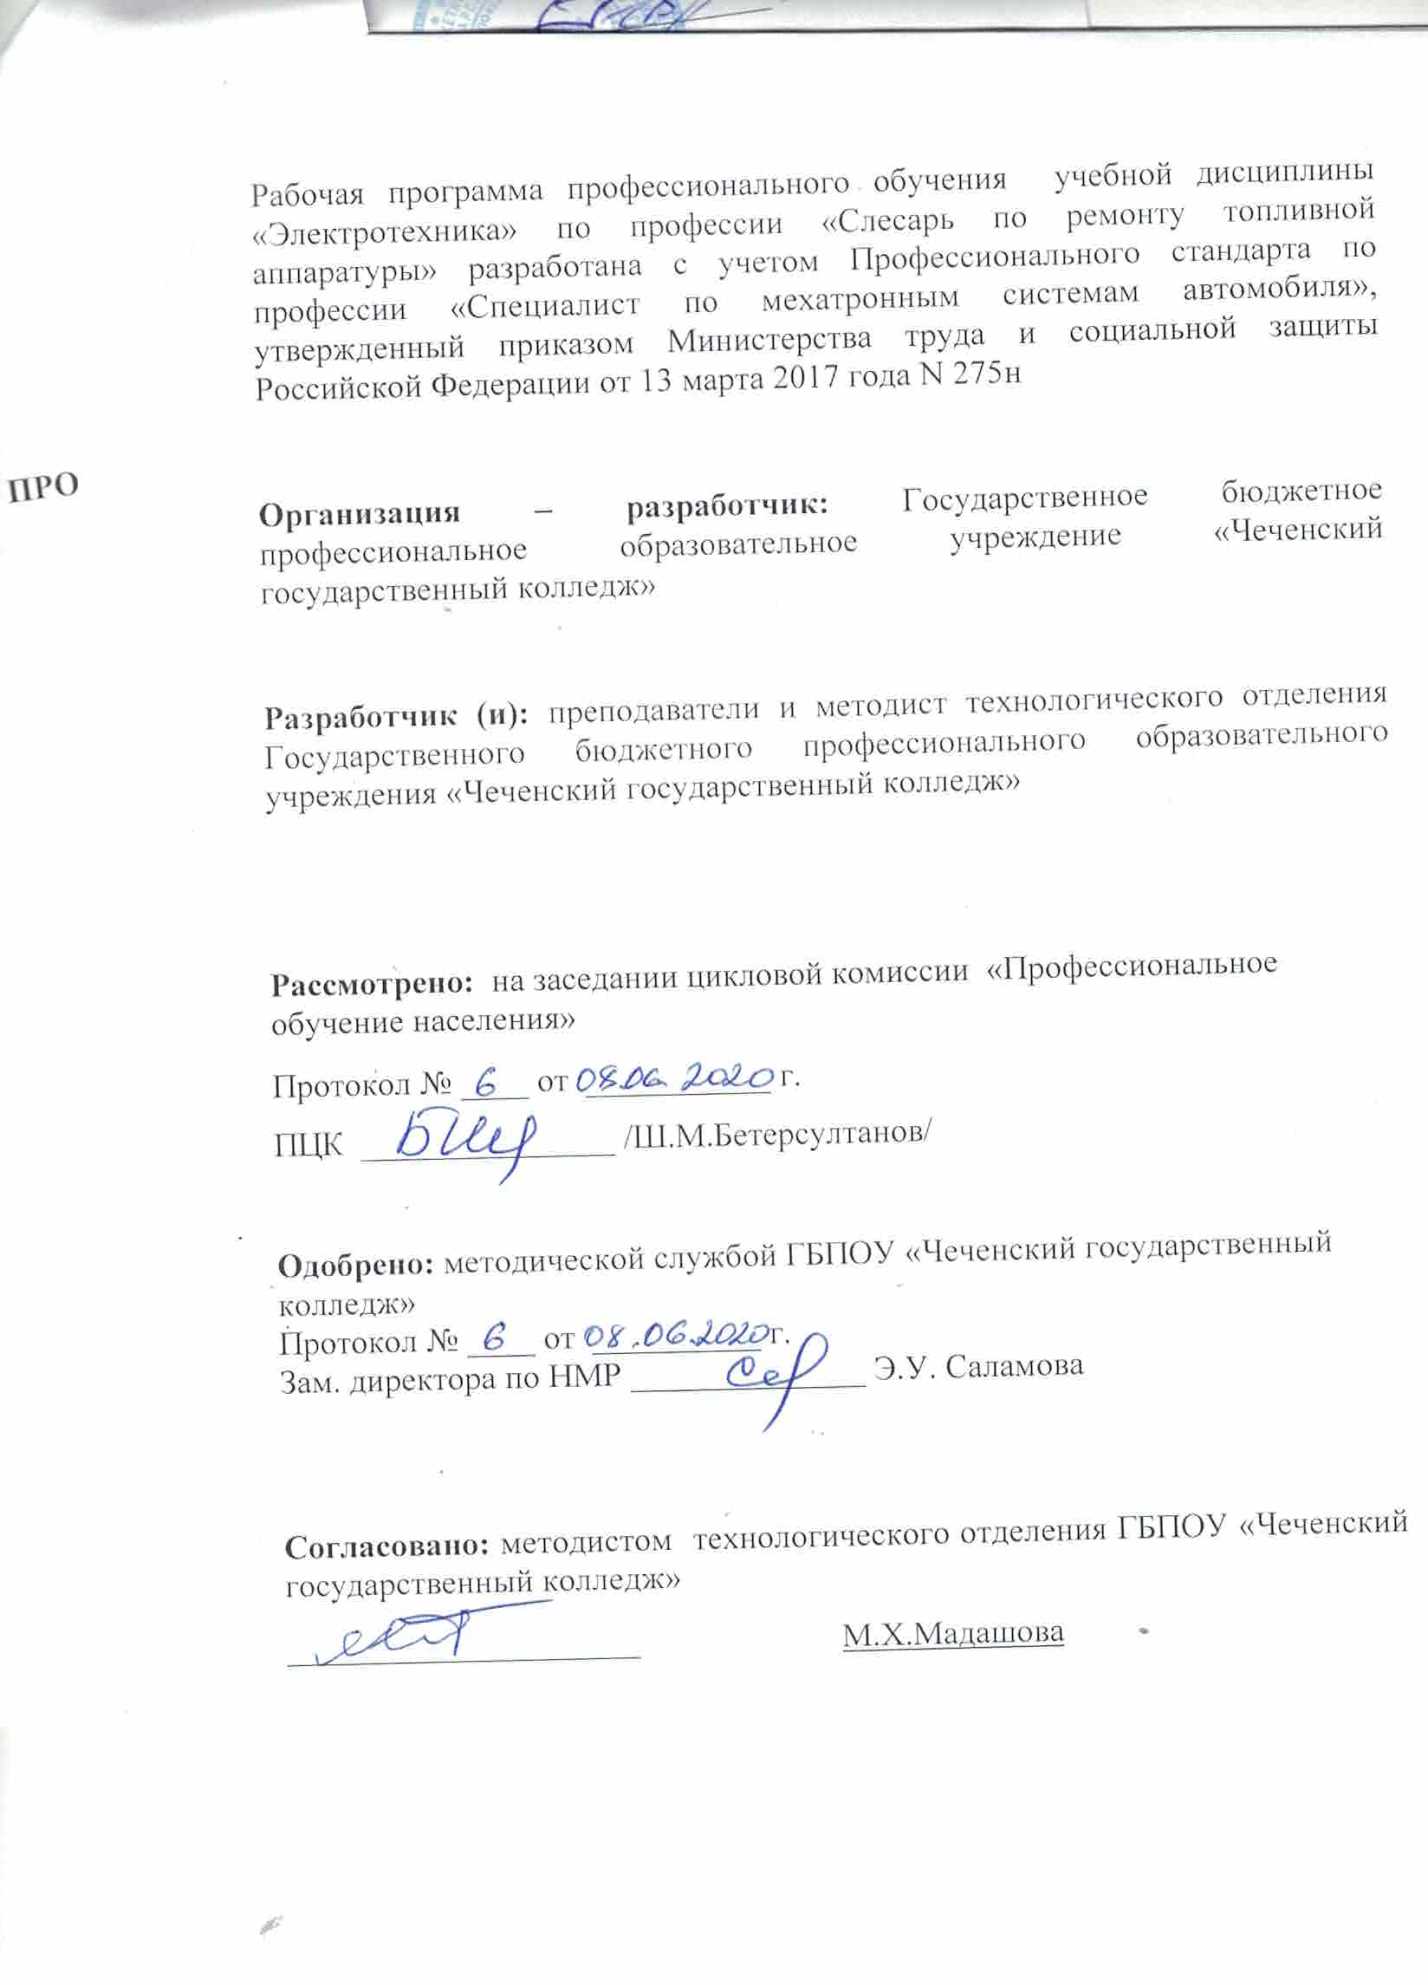 Рабочая программа профессионального обучения учебной дисциплины
«Электротехника» по профессии «Слесарь по ремонту топливной
аппаратуры» разработана с учетом Профессионального стандарта по
профессии «Специалист по мехатронным системам автомобиля»,
утвержденный приказом Министерства труда и социальной защиты
Российской Федерации от 13 марта 2017 года N 275н
ПРО
Организация – разработчик: Государственное бюджетное
профессиональное образовательное учреждение «Чеченский
государственный колледж»
Разработчик (и): преподаватели и методист технологического отделения
Государственного бюджетного профессионального образовательного
учреждения «Чеченский государственный колледж»
Рассмотрено: на заседании цикловой комиссии «Профессиональное
обучение населения»
Протокол № 6 от 08.06. 2020 г.
ПЦК /Ш.М.Бетерсултанов/
Одобрено: методической службой ГБПОУ «Чеченский государственный
колледж»
Протокол № 6 от 08.06.2020г.
Зам. директора по НМР Э.У. Саламова
Согласовано: методистом технологического отделения ГБПОУ «Чеченский
государственный колледж»
М.Х.Мадашова